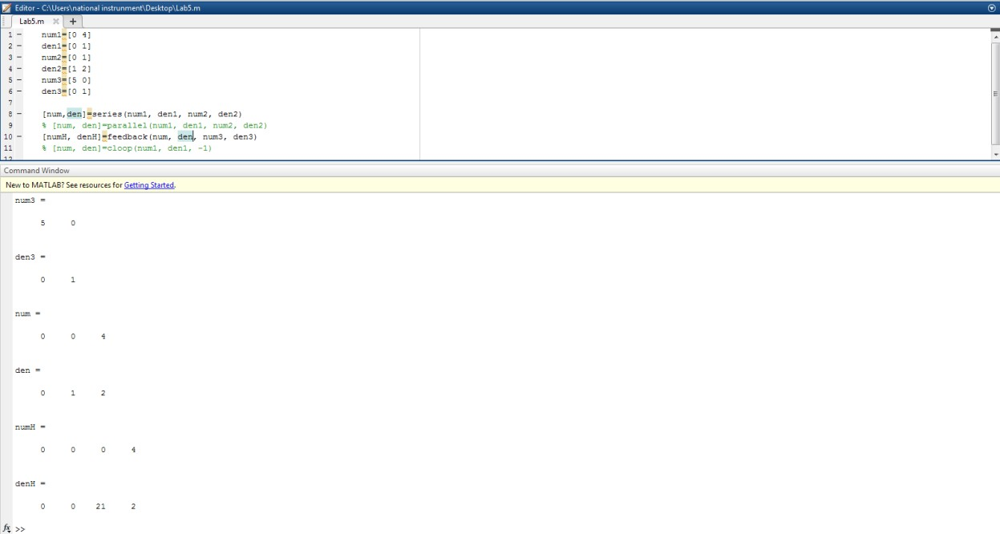 Editor - C:\Users\national instrunment\Desktop\Lab5.m
Lab5.m × +
1 - num1=[0 4]
2 - den1=[0 1]
3 - num2=[0 1]
4 - den2=[1 2]
5 - num3=[5 0]
6 - den3=[0 1]
7
8 - [num,den]=series(num1, den1, num2, den2)
9 % [num, den]=parallel(num1, den1, num2, den2)
10 - [numH, denH]=feedback(num, den, num3, den3)
11 % [num, den]=cloop(num1, den1, -1)
12
Command Window
New to MATLAB? See resources for Getting Started.
num3 =
5 0
den3 =
0 1
num =
0 0 4
den =
0 1 2
numH =
0 0 0 4
denH =
0 0 21 2
fx >>